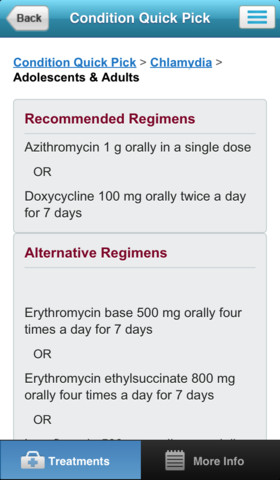 Back
Condition Quick Pick
Condition Quick Pick > Chlamydia >
Adolescents & Adults
Recommended Regimens
Azithromycin 1 g orally in a single dose
OR
Doxycycline 100 mg orally twice a day
for 7 days
Alternative Regimens
Erythromycin base 500 mg orally four
times a day for 7 days
OR
Erythromycin ethylsuccinate 800 mg
orally four times a day for 7 days
OR
Treatments
More Info